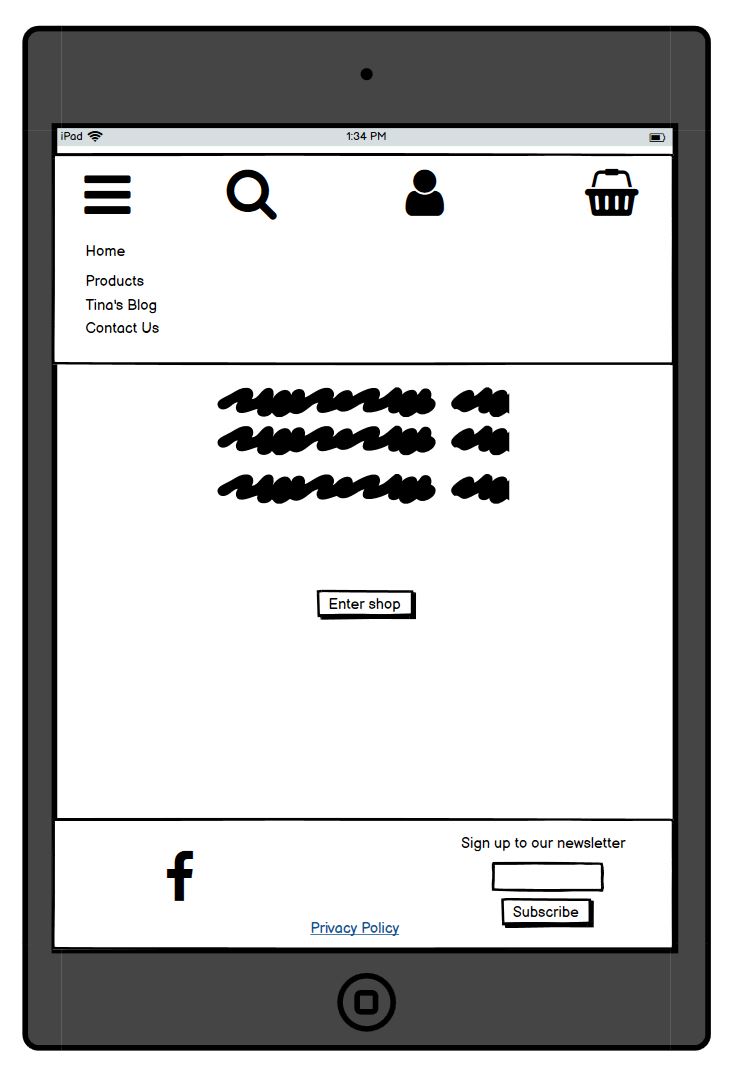 iPad 1:34 PM
Home
Products
Tina's Blog
Contact Us
Enter shop
Sign up to our newsletter
Subscribe
Privacy Policy